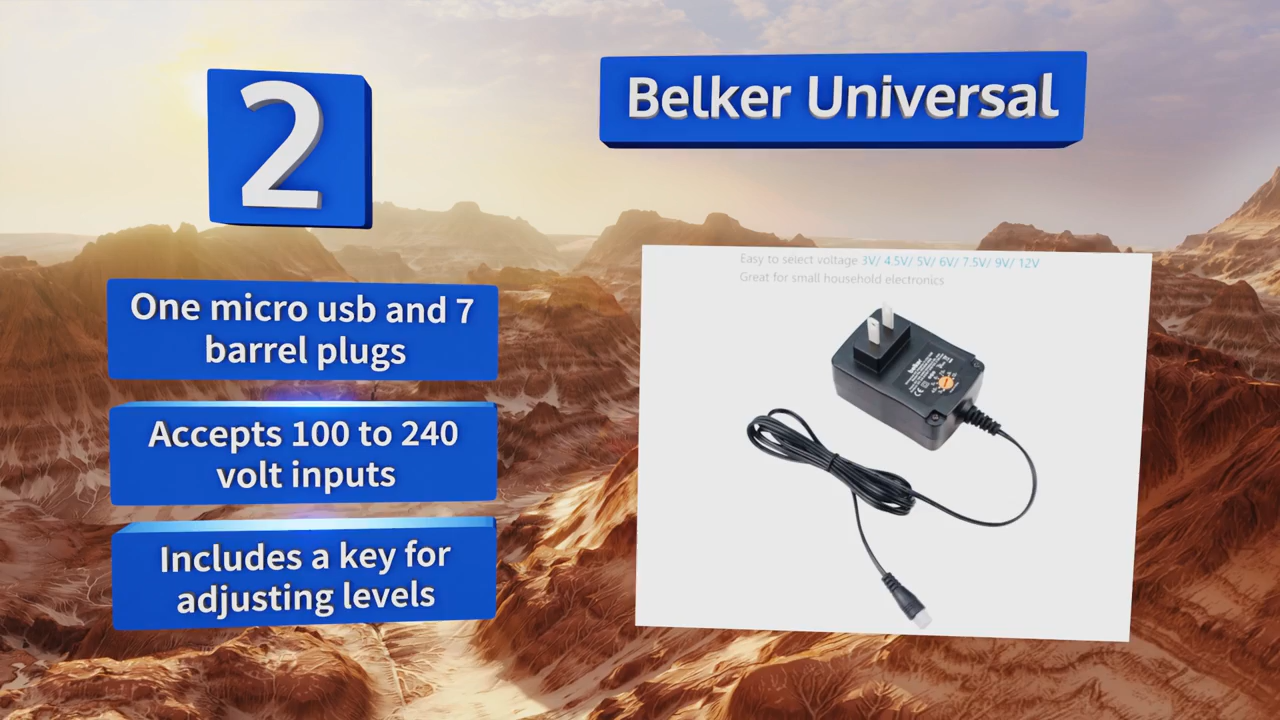 2
Belker Universal
One micro usb and 7
barrel plugs
Accepts 100 to 240
volt inputs
Includes a key for
adjusting levels
Easy to select voltage 3V/ 4.5V/ 5V/ 6V/ 7.5V/ 9V/ 12V
Great for small household electronics
belker